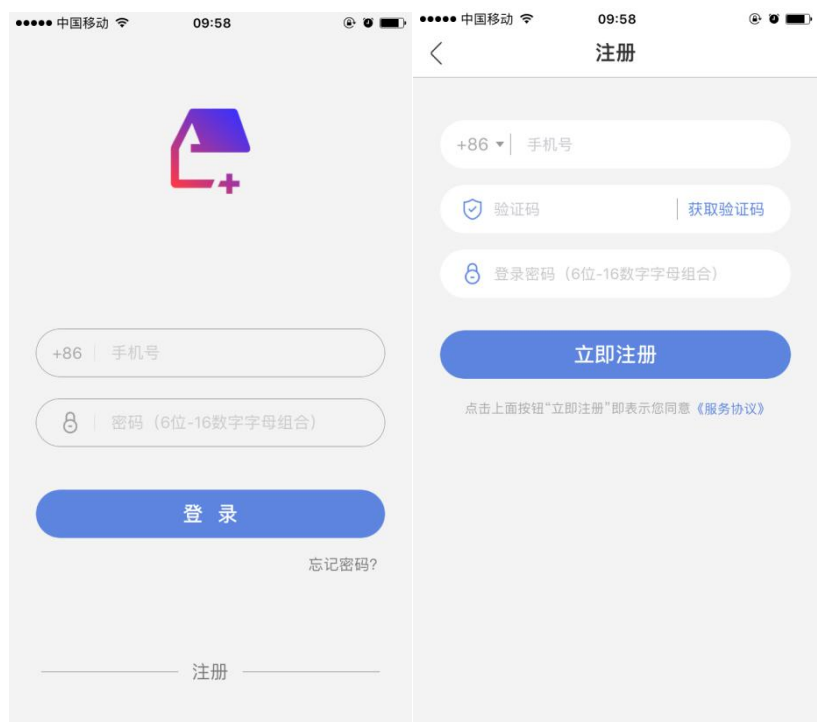 中国移动 09:58
+86 手机号
密码（6位-16数字字母组合）
登 录
忘记密码?
注册
中国移动 09:58
注册
+86 手机号
验证码 获取验证码
登录密码（6位-16数字字母组合）
立即注册
点击上面按钮“立即注册”即表示您同意《服务协议》